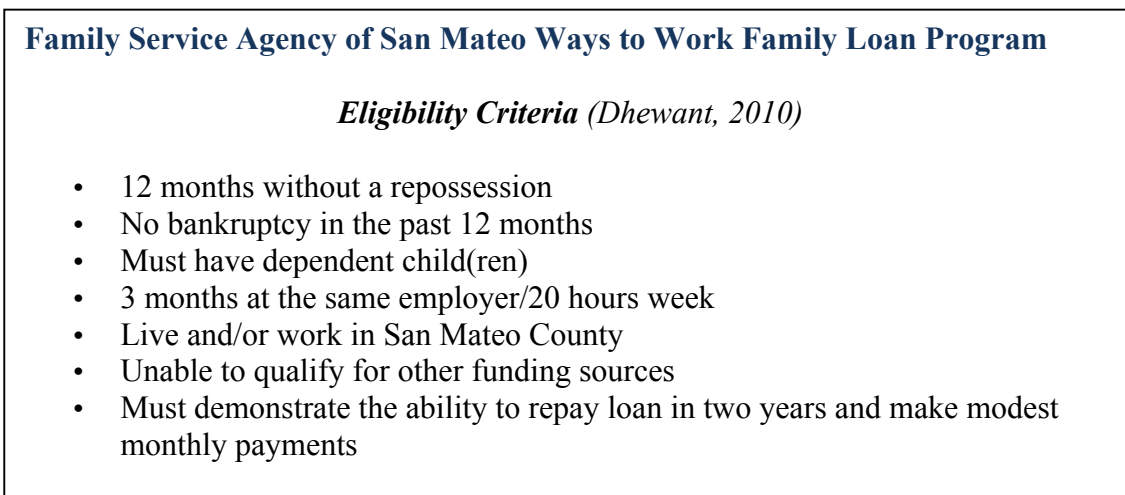 Family Service Agency of San Mateo Ways to Work Family Loan Program
Eligibility Criteria (Dhewant, 2010)
• 12 months without a repossession
• No bankruptcy in the past 12 months
• Must have dependent child(ren)
• 3 months at the same employer/20 hours week
• Live and/or work in San Mateo County
• Unable to qualify for other funding sources
• Must demonstrate the ability to repay loan in two years and make modest
monthly payments